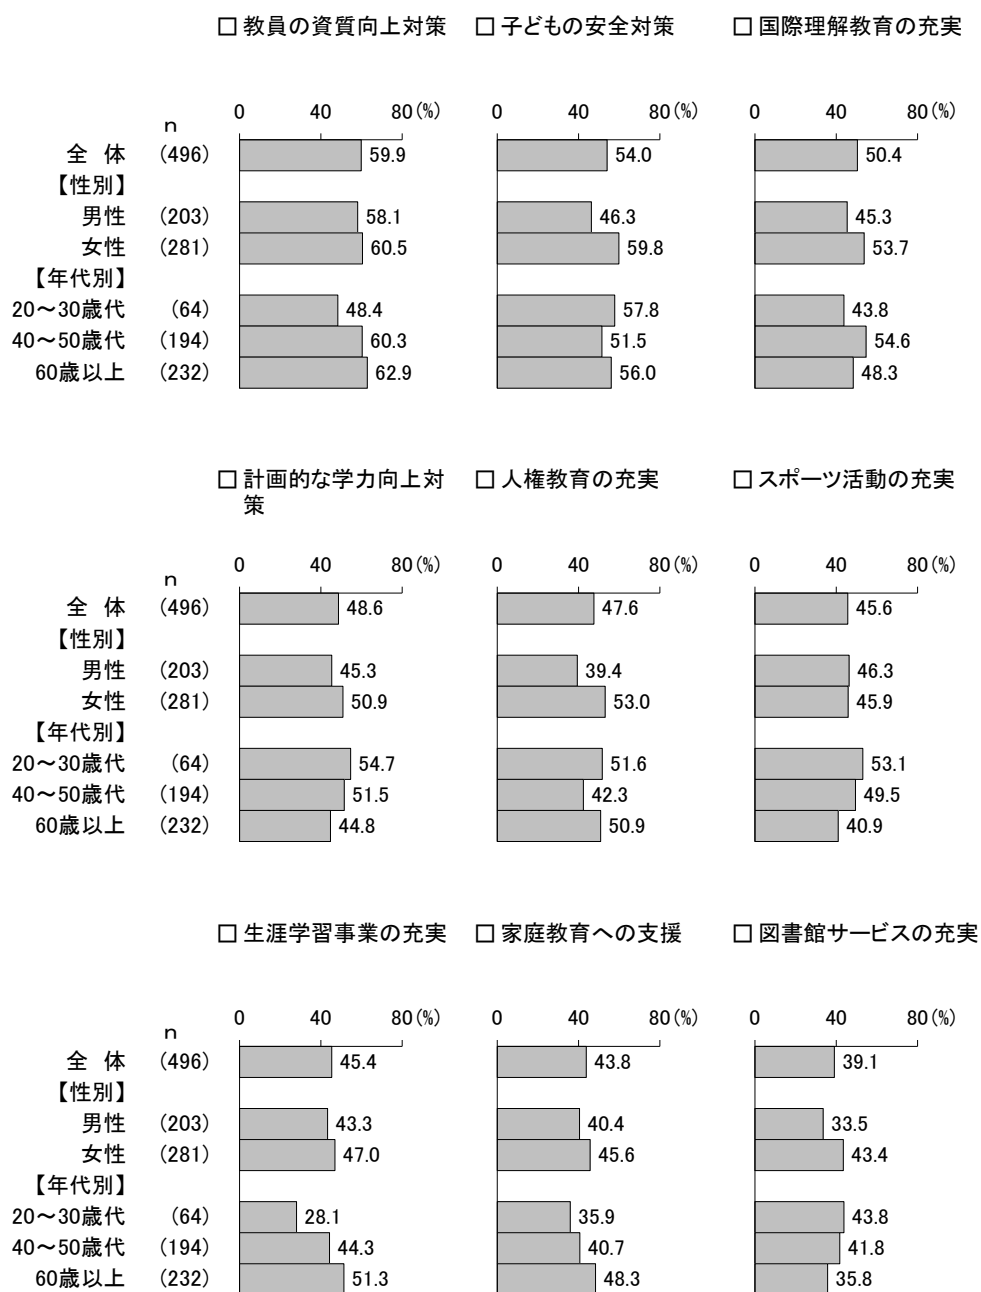 □ 教員の資質向上対策 □ 子どもの安全対策 □ 国際理解教育の充実
0 40 80(%) 0 40 80(%) 0 40 80(%)
n
全 体 (496) 59.9 54.0 50.4
【性別】
男性 (203) 58.1 46.3 45.3
女性 (281) 60.5 59.8 53.7
【年代別】
20～30歳代 (64) 48.4 57.8 43.8
40～50歳代 (194) 60.3 51.5 54.6
60歳以上 (232) 62.9 56.0 48.3
□ 計画的な学力向上対 □ 人権教育の充実 □ スポーツ活動の充実
策
0 40 80(%) 0 40 80(%) 0 40 80(%)
n
全 体 (496) 48.6 47.6 45.6
【性別】
男性 (203) 45.3 39.4 46.3
女性 (281) 50.9 53.0 45.9
【年代別】
20～30歳代 (64) 54.7 51.6 53.1
40～50歳代 (194) 51.5 42.3 49.5
60歳以上 (232) 44.8 50.9 40.9
□ 生涯学習事業の充実 □ 家庭教育への支援 □ 図書館サービスの充実
0 40 80(%) 0 40 80(%) 0 40 80(%)
n
全 体 (496) 45.4 43.8 39.1
【性別】
男性 (203) 43.3 40.4 33.5
女性 (281) 47.0 45.6 43.4
【年代別】
20～30歳代 (64) 28.1 35.9 43.8
40～50歳代 (194) 44.3 40.7 41.8
60歳以上 (232) 51.3 48.3 35.8